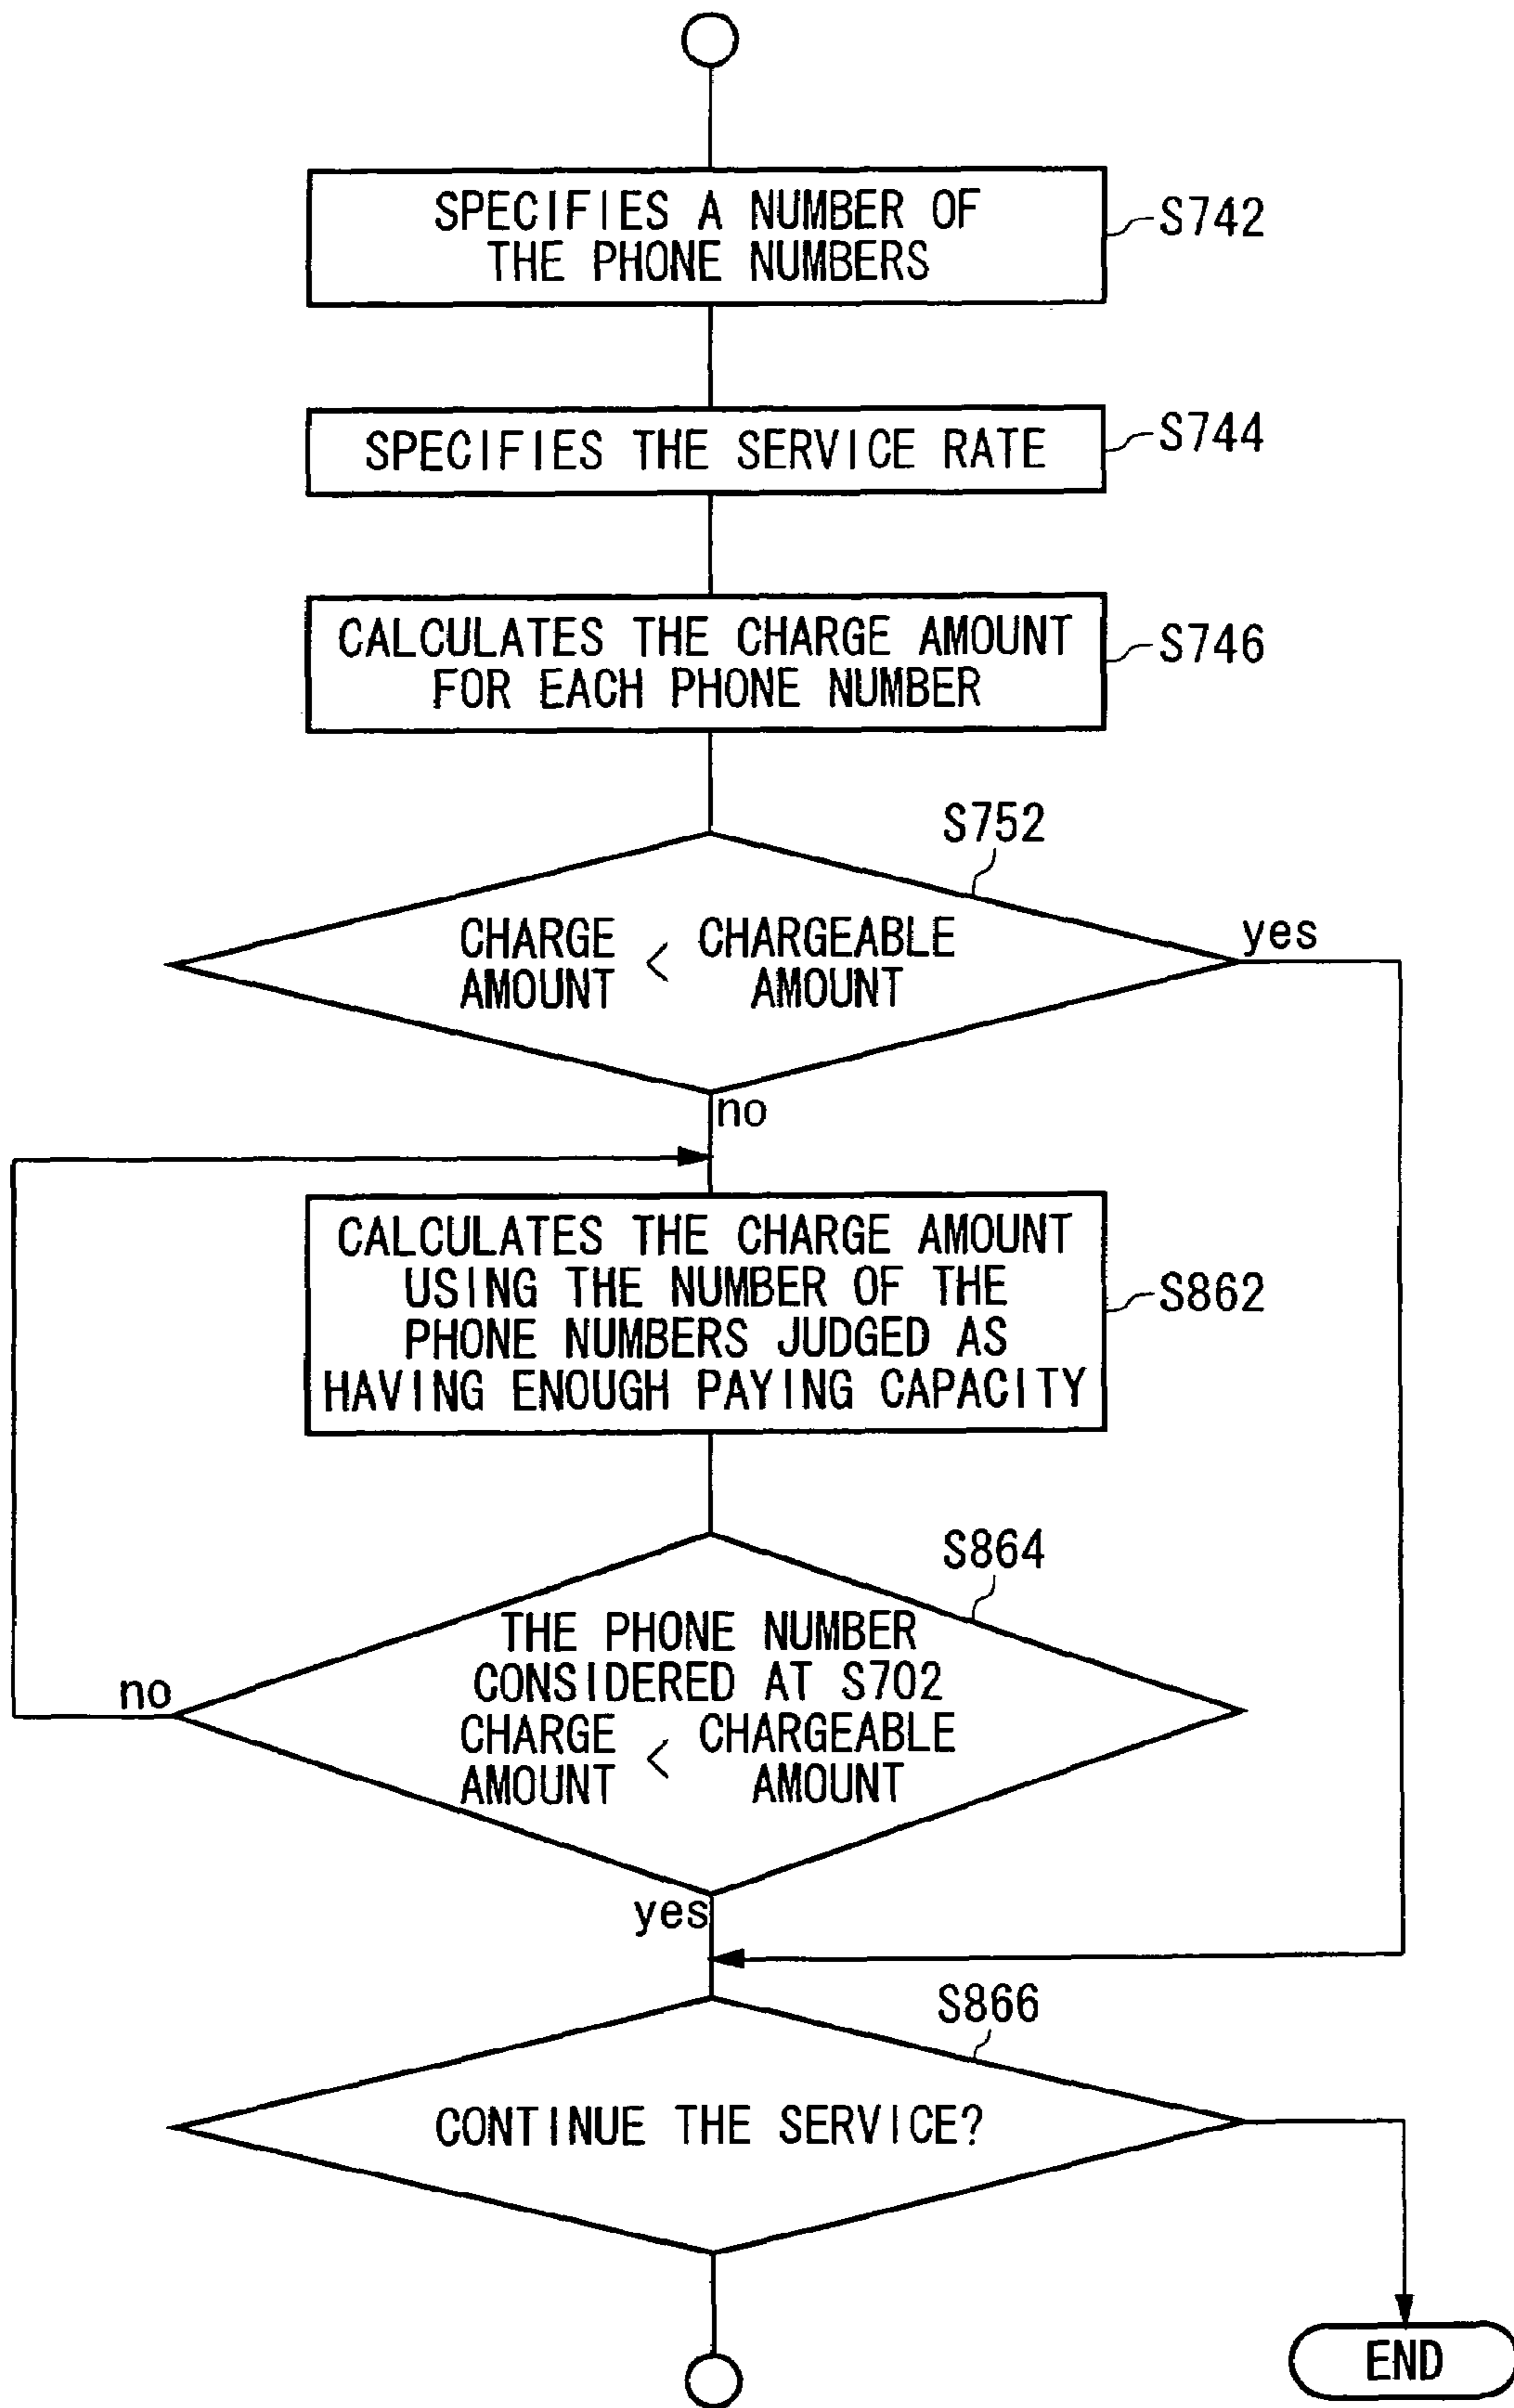 SPECIFIES A NUMBER OF
THE PHONE NUMBERS
S742
SPECIFIES THE SERVICE RATE
S744
CALCULATES THE CHARGE AMOUNT
FOR EACH PHONE NUMBER
S746
S752
CHARGE AMOUNT < CHARGEABLE AMOUNT
yes
no
CALCULATES THE CHARGE AMOUNT
USING THE NUMBER OF THE
PHONE NUMBERS JUDGED AS
HAVING ENOUGH PAYING CAPACITY
S862
S864
THE PHONE NUMBER
CONSIDERED AT S702
CHARGE AMOUNT < CHARGEABLE AMOUNT
no
yes
S866
CONTINUE THE SERVICE?
END